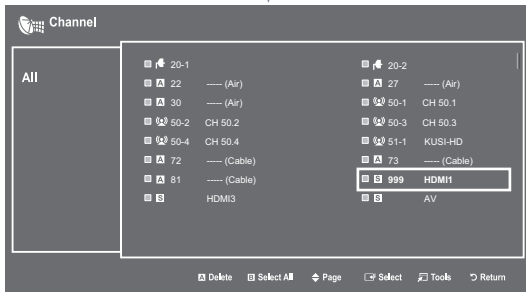 Channel
All
20-1 20-2
A 22 ----- (Air) A 27 ----- (Air)
A 30 ----- (Air) 50-1 CH 50.1
50-2 CH 50.2 50-3 CH 50.3
50-4 CH 50.4 51-1 KUSI-HD
A 72 ----- (Cable) A 73 ----- (Cable)
A 81 ----- (Cable) S 999 HDMI1
S HDMI3 S AV
A Delete B Select All Page Select Tools Return